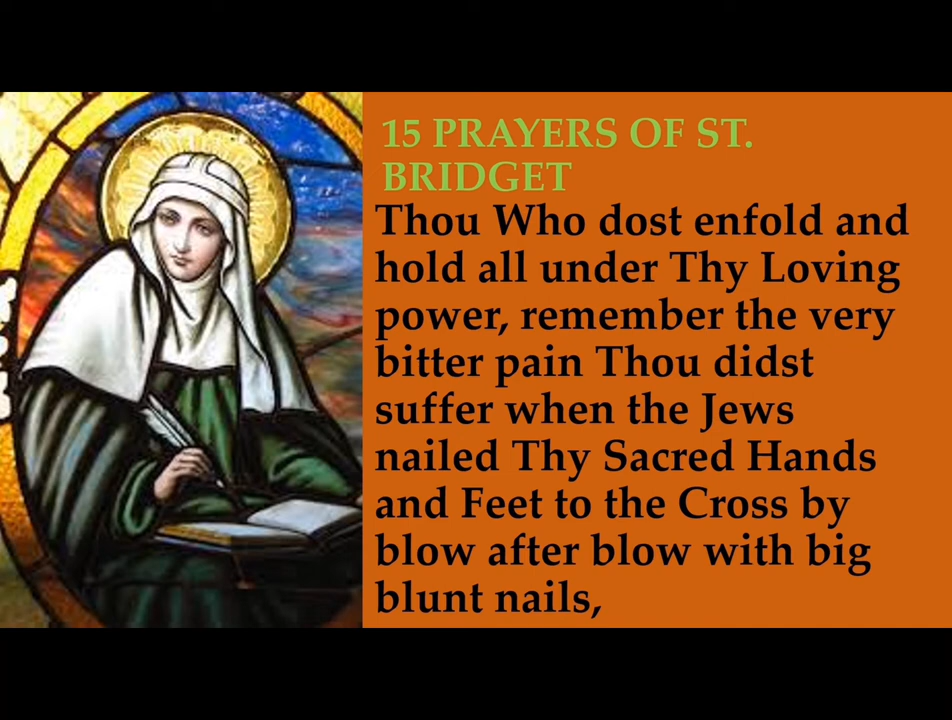 15 PRAYERS OF ST.
BRIDGET
Thou Who dost enfold and
hold all under Thy Loving
power, remember the very
bitter pain Thou didst
suffer when the Jews
nailed Thy Sacred Hands
and Feet to the Cross by
blow after blow with big
blunt nails,